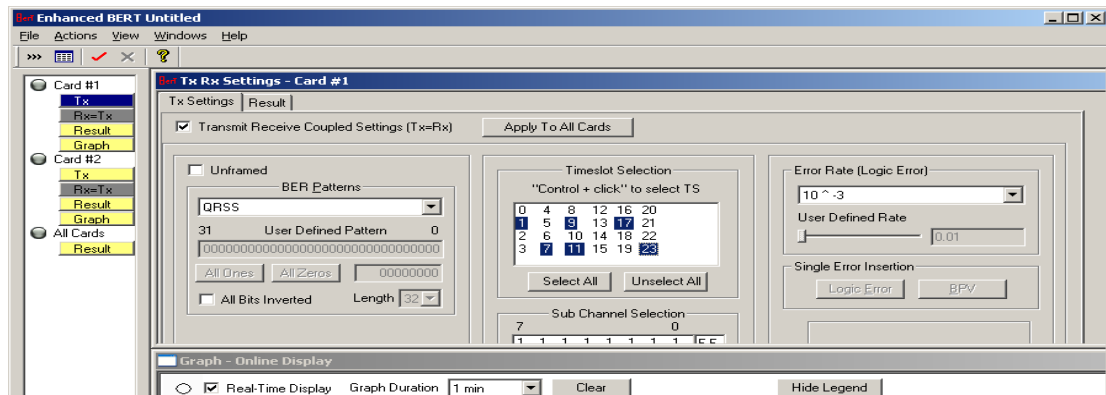 Bert Enhanced BERT Untitled
File Actions View Windows Help
Card #1
Tx
Rx=Tx
Result
Graph
Card #2
Tx
Rx=Tx
Result
Graph
All Cards
Result
Bert Tx Rx Settings - Card #1
Tx Settings Result
Transmit Receive Coupled Settings (Tx=Rx) Apply To All Cards
Unframed
BER Patterns
QRSS
31 User Defined Pattern 0
00000000000000000000000000000000
All Ones All Zeros 00000000
All Bits Inverted Length 32
Timeslot Selection
"Control + click" to select TS
0 4 8 12 16 20
1 5 9 13 17 21
2 6 10 14 18 22
3 7 11 15 19 23
Select All Unselect All
Sub Channel Selection
7 0
1 1 1 1 1 1 1 1 FF
Error Rate (Logic Error)
10 ^ -3
User Defined Rate
0.01
Single Error Insertion
Logic Error BPV
Graph - Online Display
Real-Time Display Graph Duration 1 min Clear Hide Legend